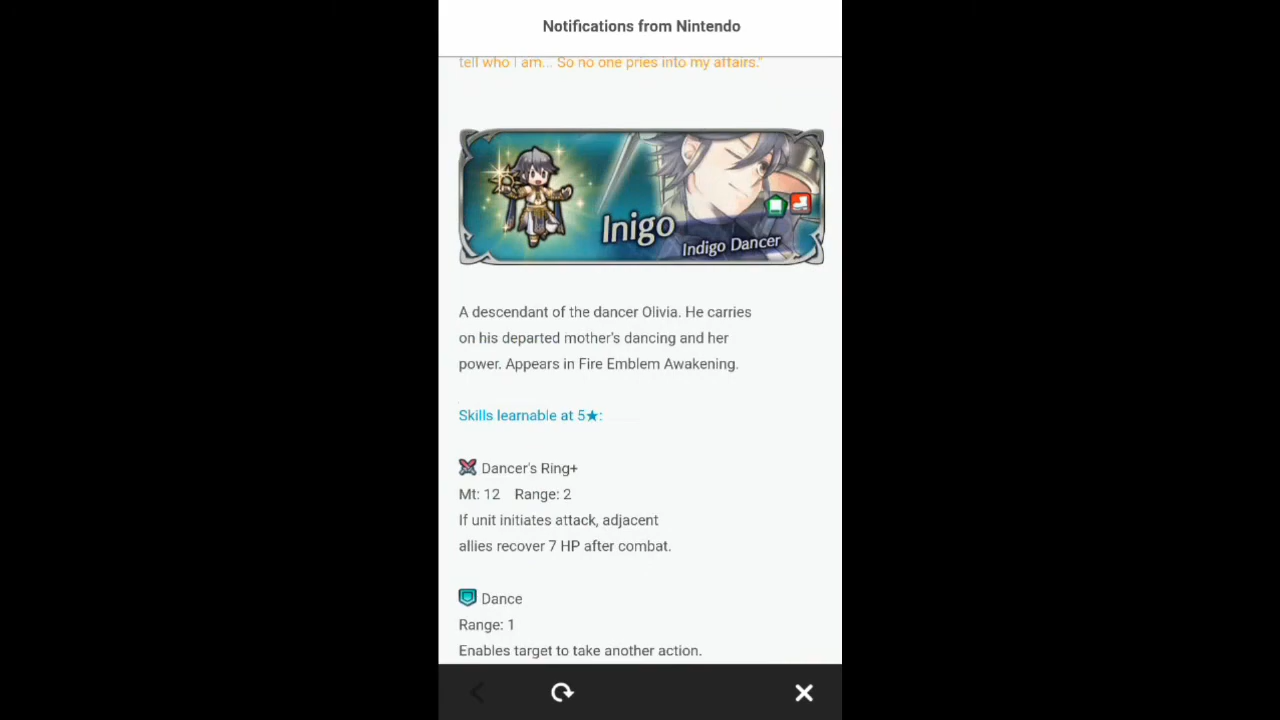 Notifications from Nintendo
tell who I am... So no one pries into my affairs."
Inigo
Indigo Dancer
A descendant of the dancer Olivia. He carries
on his departed mother's dancing and her
power. Appears in Fire Emblem Awakening.
Skills learnable at 5★:
Dancer's Ring+
Mt: 12 Range: 2
If unit initiates attack, adjacent
allies recover 7 HP after combat.
Dance
Range: 1
Enables target to take another action.